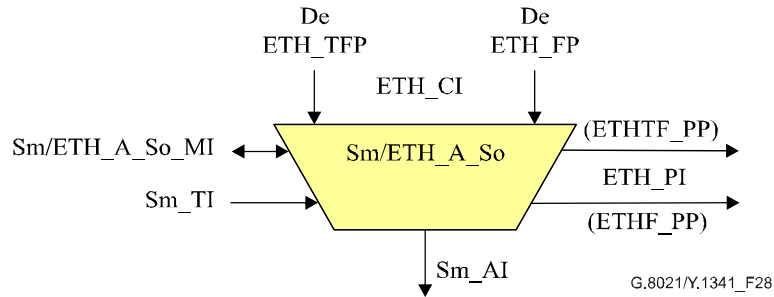 De
ETH_TFP
De
ETH_FP
ETH_CI
Sm/ETH_A_So_MI
Sm/ETH_A_So
(ETHTF_PP)
ETH_PI
Sm_TI
(ETHF_PP)
Sm_AI
G.8021/Y.1341_F28